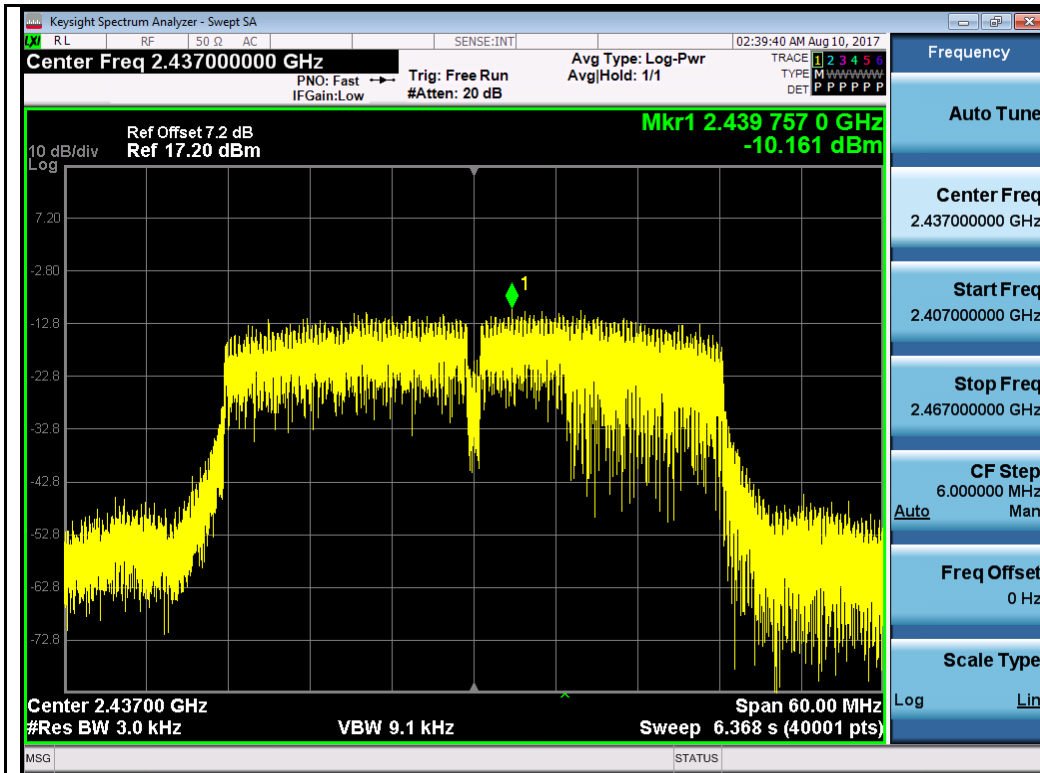 Keysight Spectrum Analyzer - Swept SA
LXI RL RF 50 Ω AC SENSE:INT 02:39:40 AM Aug 10, 2017
Center Freq 2.437000000 GHz
PNO: Fast
IFGain:Low
Trig: Free Run
#Atten: 20 dB
Avg Type: Log-Pwr
Avg|Hold: 1/1
TRACE 1 2 3 4 5 6
TYPE M WWWWW
DET P P P P P P
Mkr1 2.439 757 0 GHz
-10.161 dBm
Ref Offset 7.2 dB
10 dB/div Ref 17.20 dBm
Log
1
7.20
-2.80
-12.8
-22.8
-32.8
-42.8
-52.8
-62.8
-72.8
Center 2.43700 GHz Span 60.00 MHz
#Res BW 3.0 kHz VBW 9.1 kHz Sweep 6.368 s (40001 pts)
MSG STATUS
Frequency
Auto Tune
Center Freq
2.437000000 GHz
Start Freq
2.407000000 GHz
Stop Freq
2.467000000 GHz
CF Step
6.000000 MHz
Auto Man
Freq Offset
0 Hz
Scale Type
Log Lin